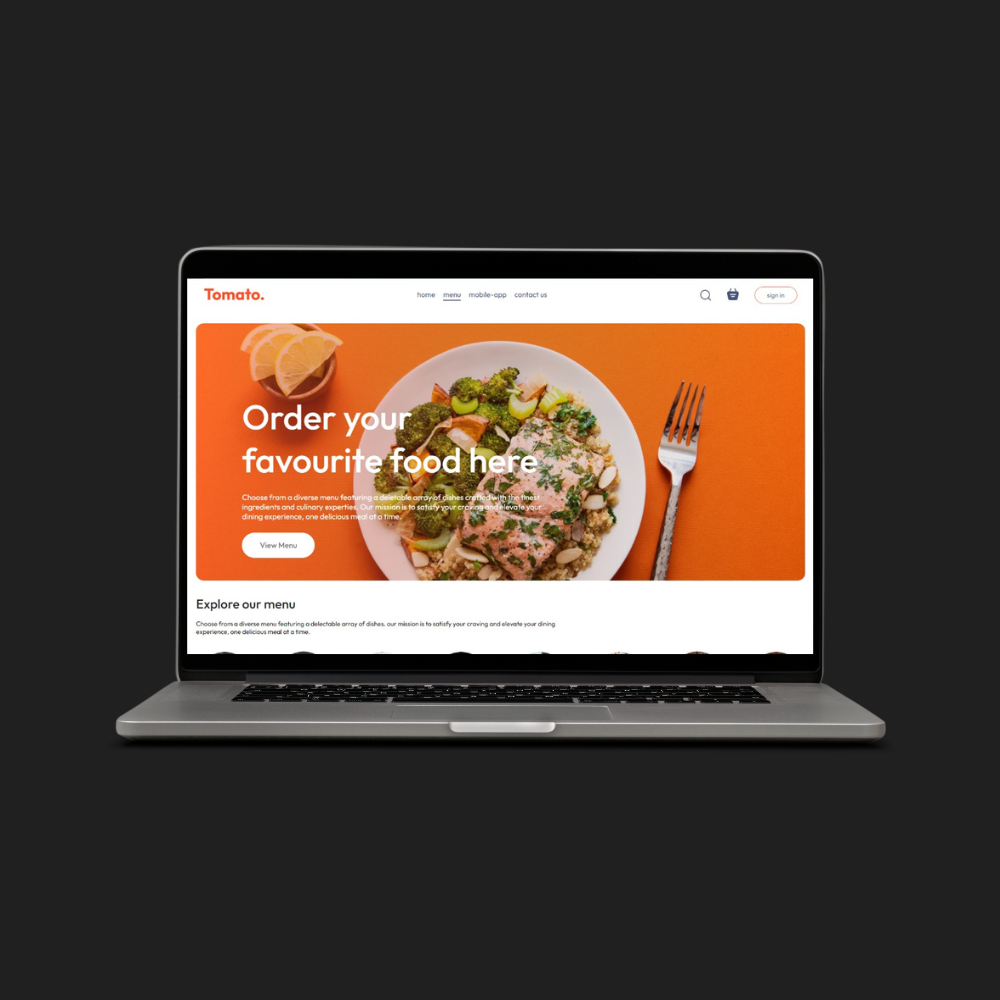 Tomato.
home menu mobile-app contact us
sign in
Order your
favourite food here
Choose from a diverse menu featuring a delectable array of dishes crafted with the finest
ingredients and culinary expertise. Our mission is to satisfy your craving and elevate your
dining experience, one delicious meal at a time.
View Menu
Explore our menu
Choose from a diverse menu featuring a delectable array of dishes, our mission is to satisfy your craving and elevate your dining
experience, one delicious meal at a time.